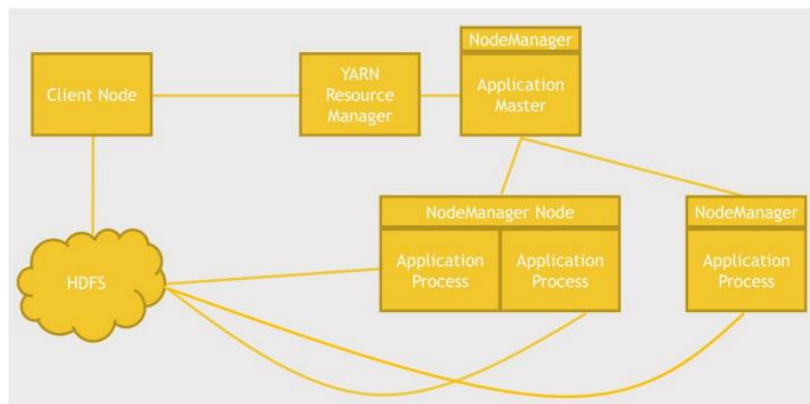 NodeManager
Client Node
YARN
Resource
Manager
Application
Master
NodeManager Node
NodeManager
Application
Process
Application
Process
Application
Process
HDFS